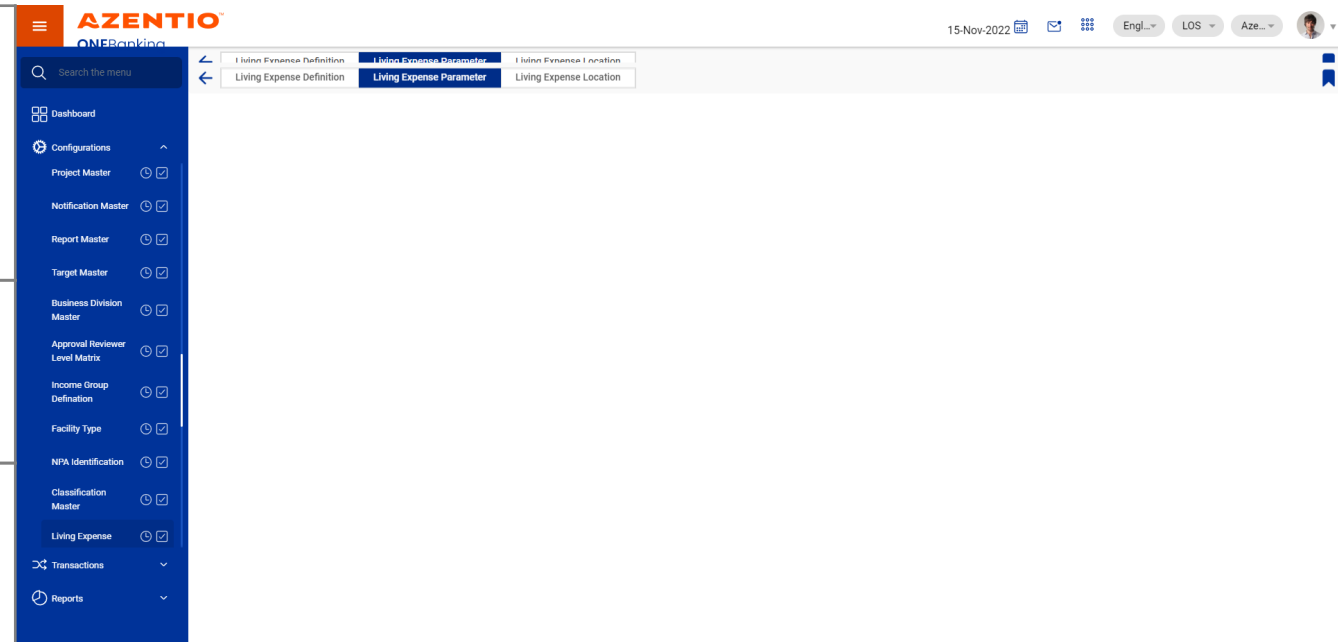 AZENTIO
ONEBanking
15-Nov-2022
Engl...
LOS
Aze...
Search the menu
Living Expense Definition Living Expense Parameter Living Expense Location
Living Expense Definition Living Expense Parameter Living Expense Location
Dashboard
Configurations
Project Master
Notification Master
Report Master
Target Master
Business Division
Master
Approval Reviewer
Level Matrix
Income Group
Defination
Facility Type
NPA Identification
Classification
Master
Living Expense
Transactions
Reports